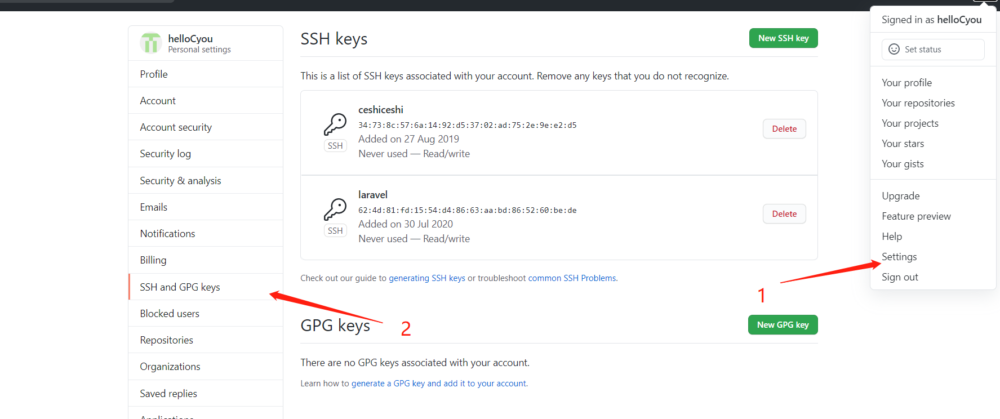 helloCyou
Personal settings
Profile
Account
Account security
Security log
Security & analysis
Emails
Notifications
Billing
SSH and GPG keys
Blocked users
Repositories
Organizations
Saved replies
Applications
SSH keys
New SSH key
This is a list of SSH keys associated with your account. Remove any keys that you do not recognize.
ceshiceshi
34:73:8c:57:6a:14:92:d5:37:02:ad:75:2e:9e:e2:d5
Added on 27 Aug 2019
Never used — Read/write
SSH
Delete
laravel
62:4d:81:fd:15:54:d4:86:63:aa:bd:86:52:60:be:de
Added on 30 Jul 2020
Never used — Read/write
SSH
Delete
Check out our guide to generating SSH keys or troubleshoot common SSH Problems.
GPG keys
2
1
New GPG key
There are no GPG keys associated with your account.
Learn how to generate a GPG key and add it to your account.
Signed in as helloCyou
Set status
Your profile
Your repositories
Your projects
Your stars
Your gists
Upgrade
Feature preview
Help
Settings
Sign out